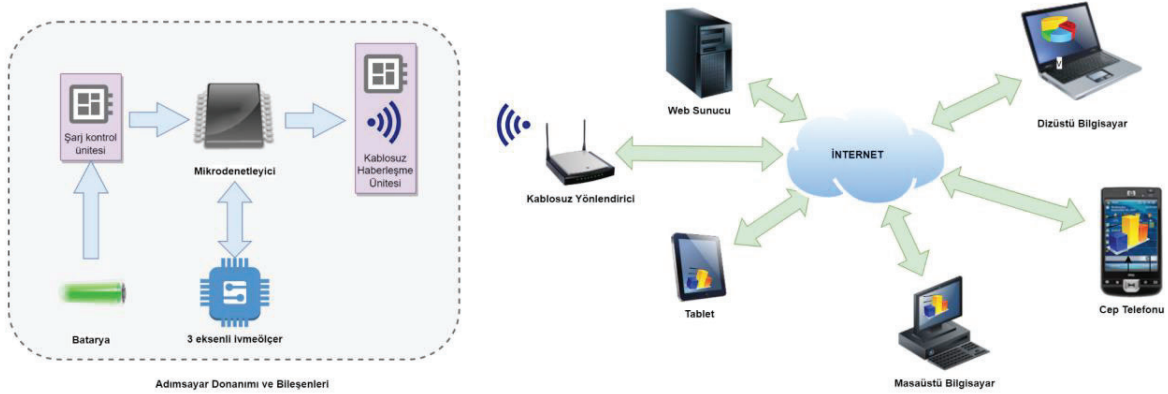 Şarj kontrol
ünitesi
Mikrodenetleyici
Kablosuz
Haberleşme
Ünitesi
Batarya
3 eksenli ivmeölçer
Adımsayar Donanımı ve Bileşenleri
Web Sunucu
Dizüstü Bilgisayar
İNTERNET
Kablosuz Yönlendirici
Tablet
Cep Telefonu
Masaüstü Bilgisayar